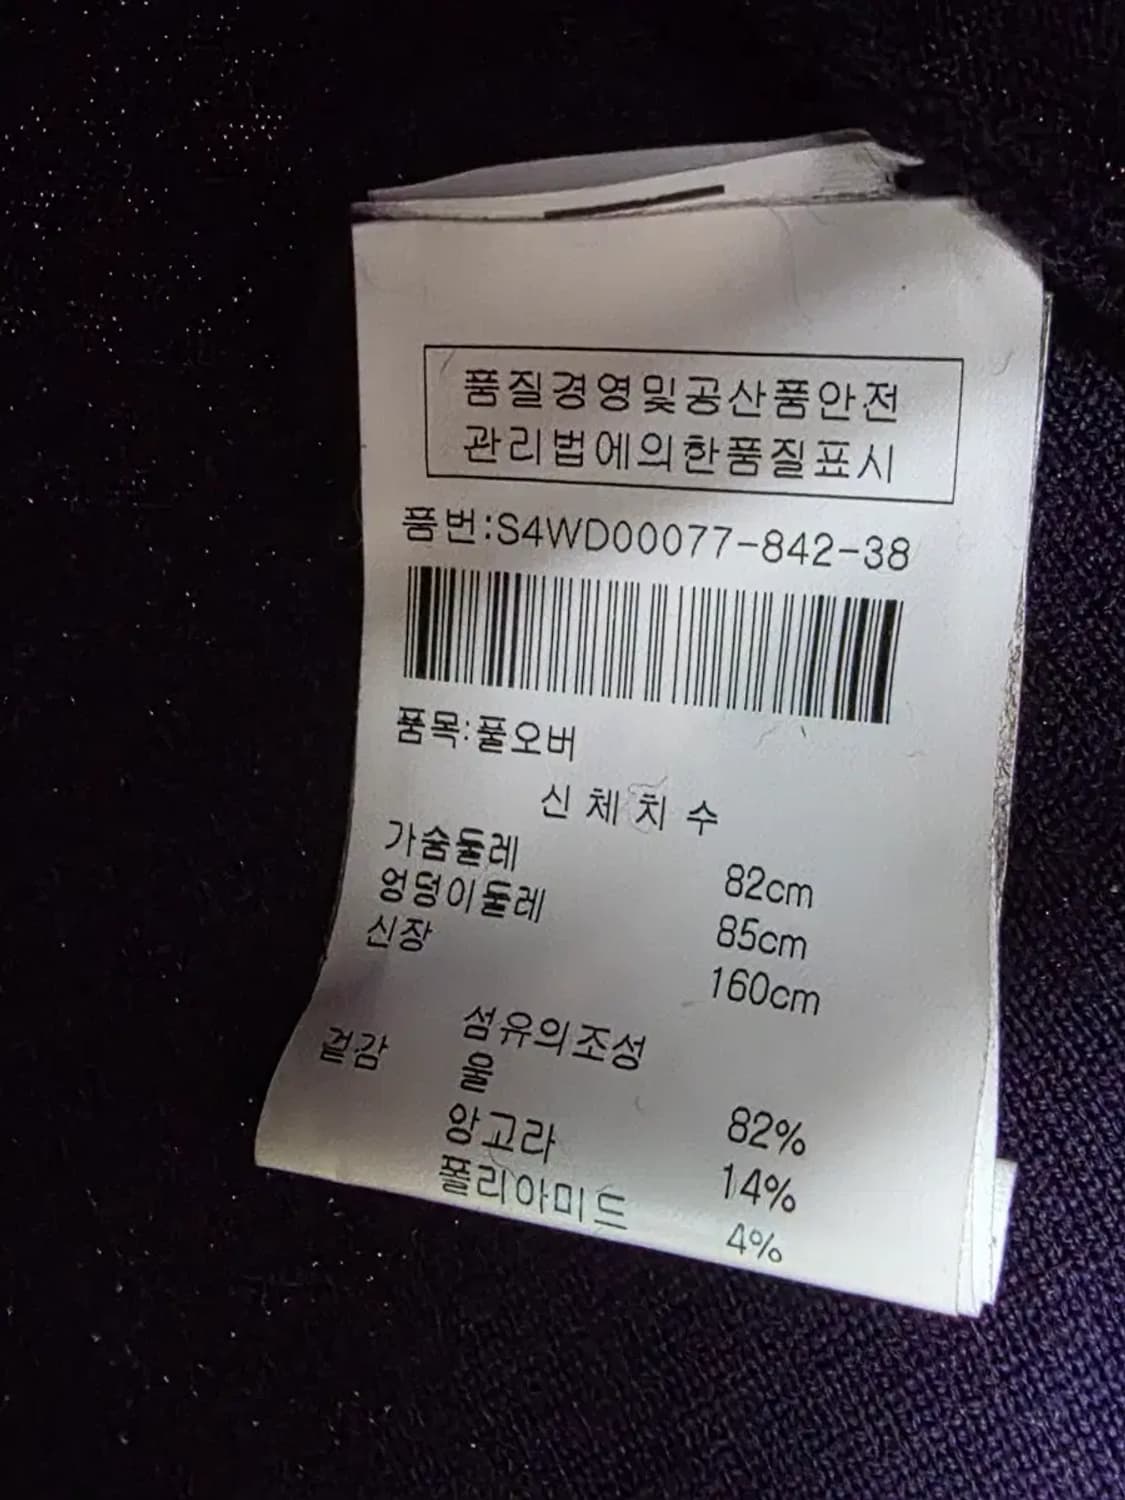 품질경영및공산품안전
관리법에의한품질표시
품번:S4WD00077-842-38
품목:풀오버
신체치수
가슴둘레 82cm
엉덩이둘레 85cm
신장 160cm
섬유의조성
겉감 울 82%
앙고라 14%
폴리아미드 4%